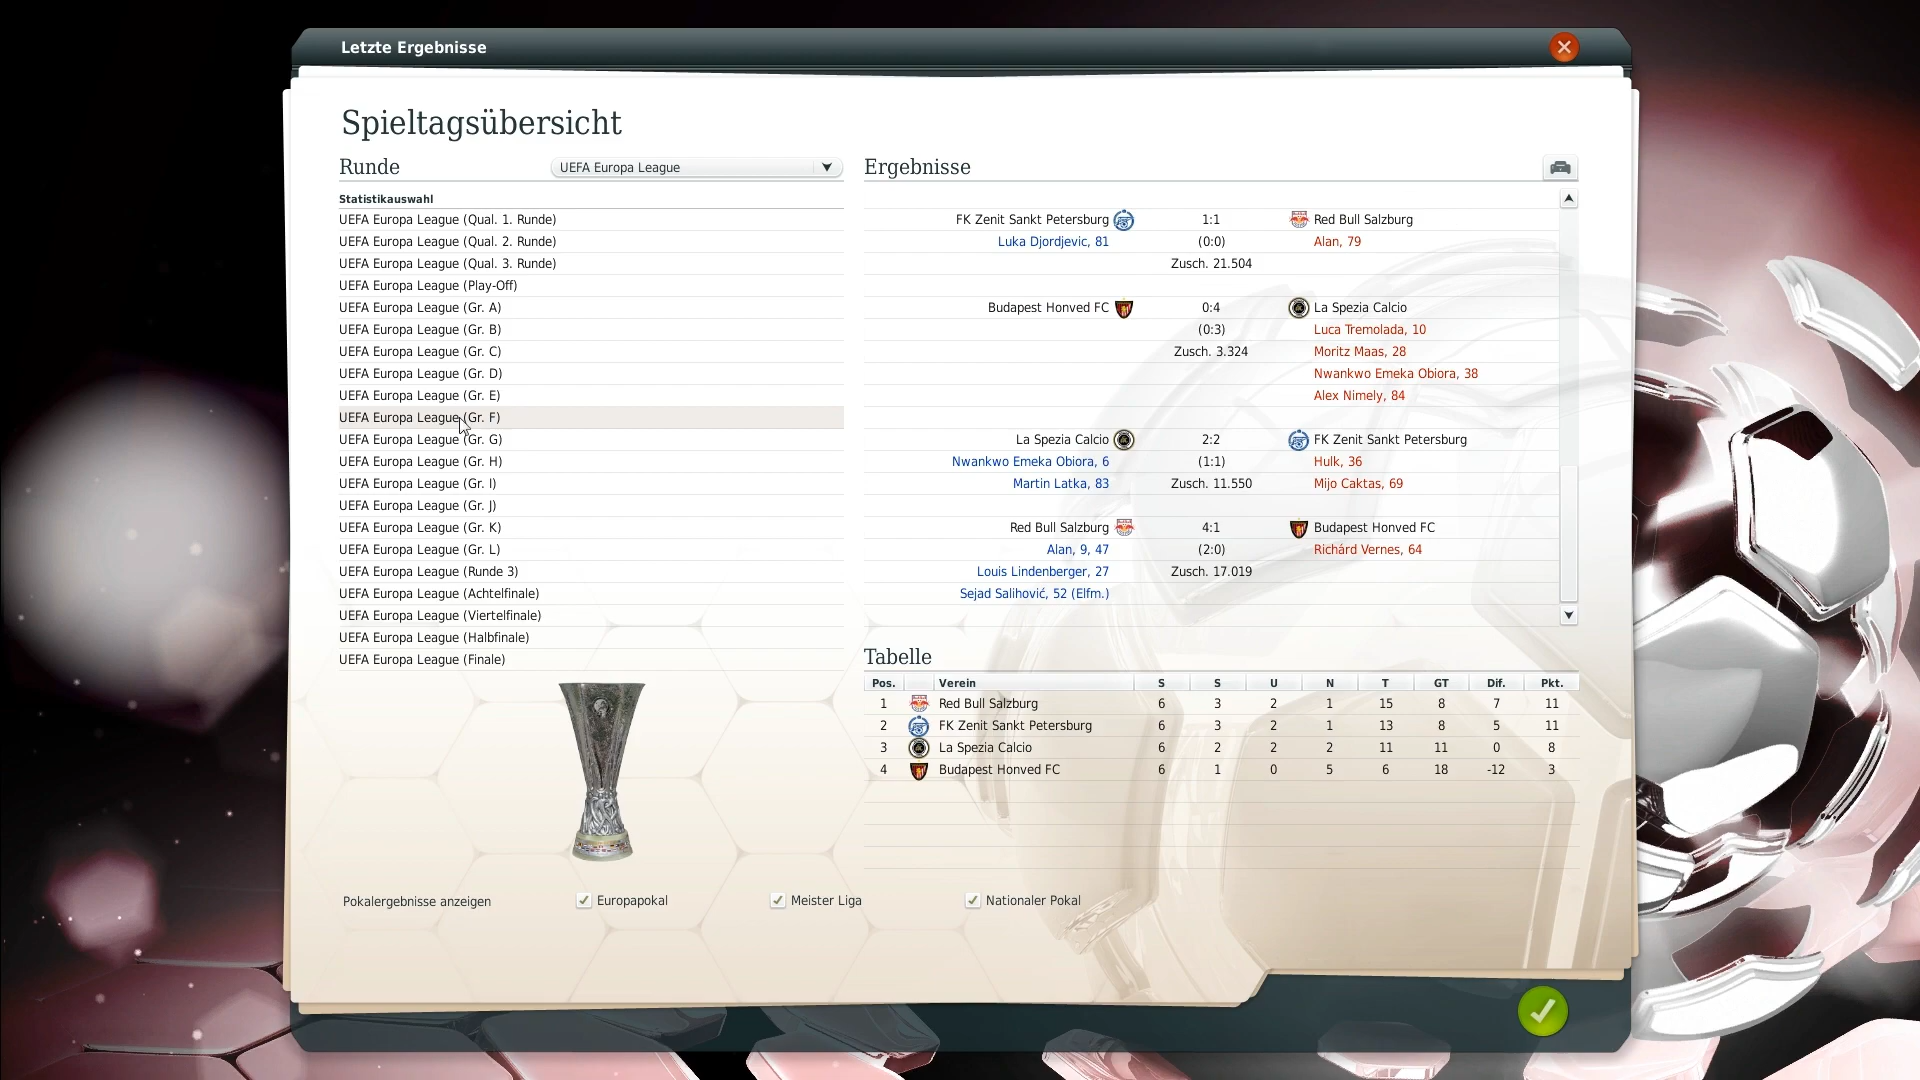 Letzte Ergebnisse
Spieltagsübersicht
Runde
UEFA Europa League
Statistikauswahl
UEFA Europa League (Qual. 1. Runde)
UEFA Europa League (Qual. 2. Runde)
UEFA Europa League (Qual. 3. Runde)
UEFA Europa League (Play-Off)
UEFA Europa League (Gr. A)
UEFA Europa League (Gr. B)
UEFA Europa League (Gr. C)
UEFA Europa League (Gr. D)
UEFA Europa League (Gr. E)
UEFA Europa League (Gr. F)
UEFA Europa League (Gr. G)
UEFA Europa League (Gr. H)
UEFA Europa League (Gr. I)
UEFA Europa League (Gr. J)
UEFA Europa League (Gr. K)
UEFA Europa League (Gr. L)
UEFA Europa League (Runde 3)
UEFA Europa League (Achtelfinale)
UEFA Europa League (Viertelfinale)
UEFA Europa League (Halbfinale)
UEFA Europa League (Finale)
Ergebnisse
FK Zenit Sankt Petersburg 1:1 Red Bull Salzburg
Luka Djordjevic, 81 (0:0) Alan, 79
Zusch. 21.504
Budapest Honved FC 0:4 La Spezia Calcio
(0:3) Luca Tremolada, 10
Zusch. 3.324 Moritz Maas, 28
Nwankwo Emeka Obiora, 38
Alex Nimely, 84
La Spezia Calcio 2:2 FK Zenit Sankt Petersburg
Nwankwo Emeka Obiora, 6 (1:1) Hulk, 36
Martin Latka, 83 Zusch. 11.550 Mijo Caktas, 69
Red Bull Salzburg 4:1 Budapest Honved FC
Alan, 9, 47 (2:0) Richárd Vernes, 64
Louis Lindenberger, 27 Zusch. 17.019
Sejad Salihović, 52 (Elfm.)
Tabelle
Pos. Verein S S U N T GT Dif. Pkt.
1 Red Bull Salzburg 6 3 2 1 15 8 7 11
2 FK Zenit Sankt Petersburg 6 3 2 1 13 8 5 11
3 La Spezia Calcio 6 2 2 2 11 11 0 8
4 Budapest Honved FC 6 1 0 5 6 18 -12 3
Pokalergebnisse anzeigen Europapokal Meister Liga Nationaler Pokal